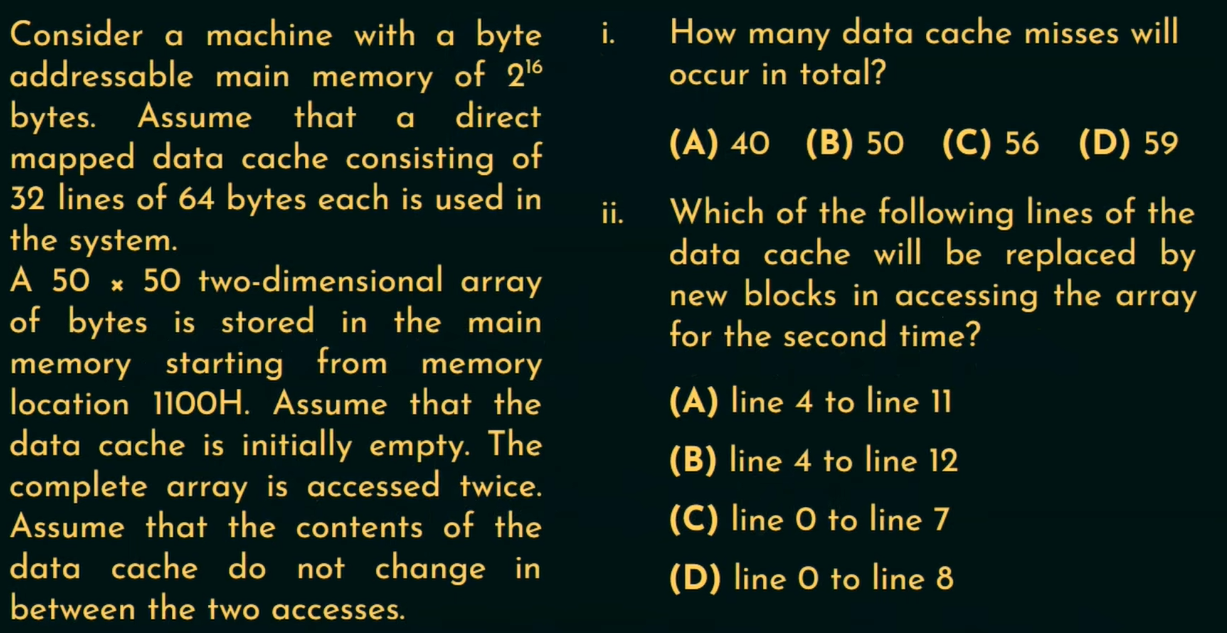 Consider a machine with a byte
addressable main memory of 2¹⁶
bytes. Assume that a direct
mapped data cache consisting of
32 lines of 64 bytes each is used in
the system.
A 50 × 50 two-dimensional array
of bytes is stored in the main
memory starting from memory
location 1100H. Assume that the
data cache is initially empty. The
complete array is accessed twice.
Assume that the contents of the
data cache do not change in
between the two accesses.
i. How many data cache misses will
occur in total?
(A) 40 (B) 50 (C) 56 (D) 59
ii. Which of the following lines of the
data cache will be replaced by
new blocks in accessing the array
for the second time?
(A) line 4 to line 11
(B) line 4 to line 12
(C) line 0 to line 7
(D) line 0 to line 8